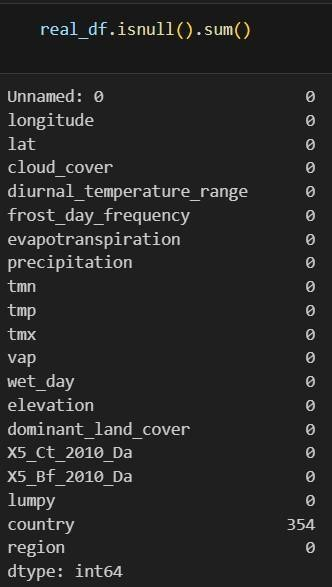 real_df.isnull().sum()
Unnamed: 0 0
longitude 0
lat 0
cloud_cover 0
diurnal_temperature_range 0
frost_day_frequency 0
evapotranspiration 0
precipitation 0
tmn 0
tmp 0
tmx 0
vap 0
wet_day 0
elevation 0
dominant_land_cover 0
X5_Ct_2010_Da 0
X5_Bf_2010_Da 0
lumpy 0
country 354
region 0
dtype: int64